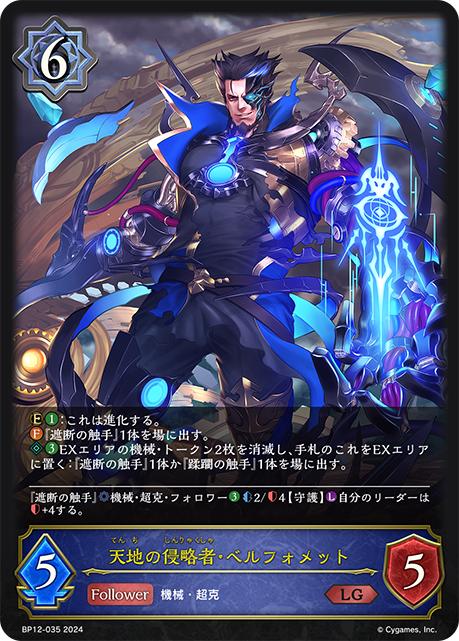 6
E 1:これは進化する。
F 『遮断の触手』1体を場に出す。
3 EXエリアの機械・トークン2枚を消滅し、手札のこれをEXエリア
に置く:『遮断の触手』1体か『蹂躙の触手』1体を場に出す。
『遮断の触手』機械・超克・フォロワー3 2/4【守護】L自分のリーダーは
+4する。
てんち しんりゃくしゃ
天地の侵略者・ベルフォメット
5 Follower 機械・超克 LG 5
BP12-035 2024 © Cygames, Inc.